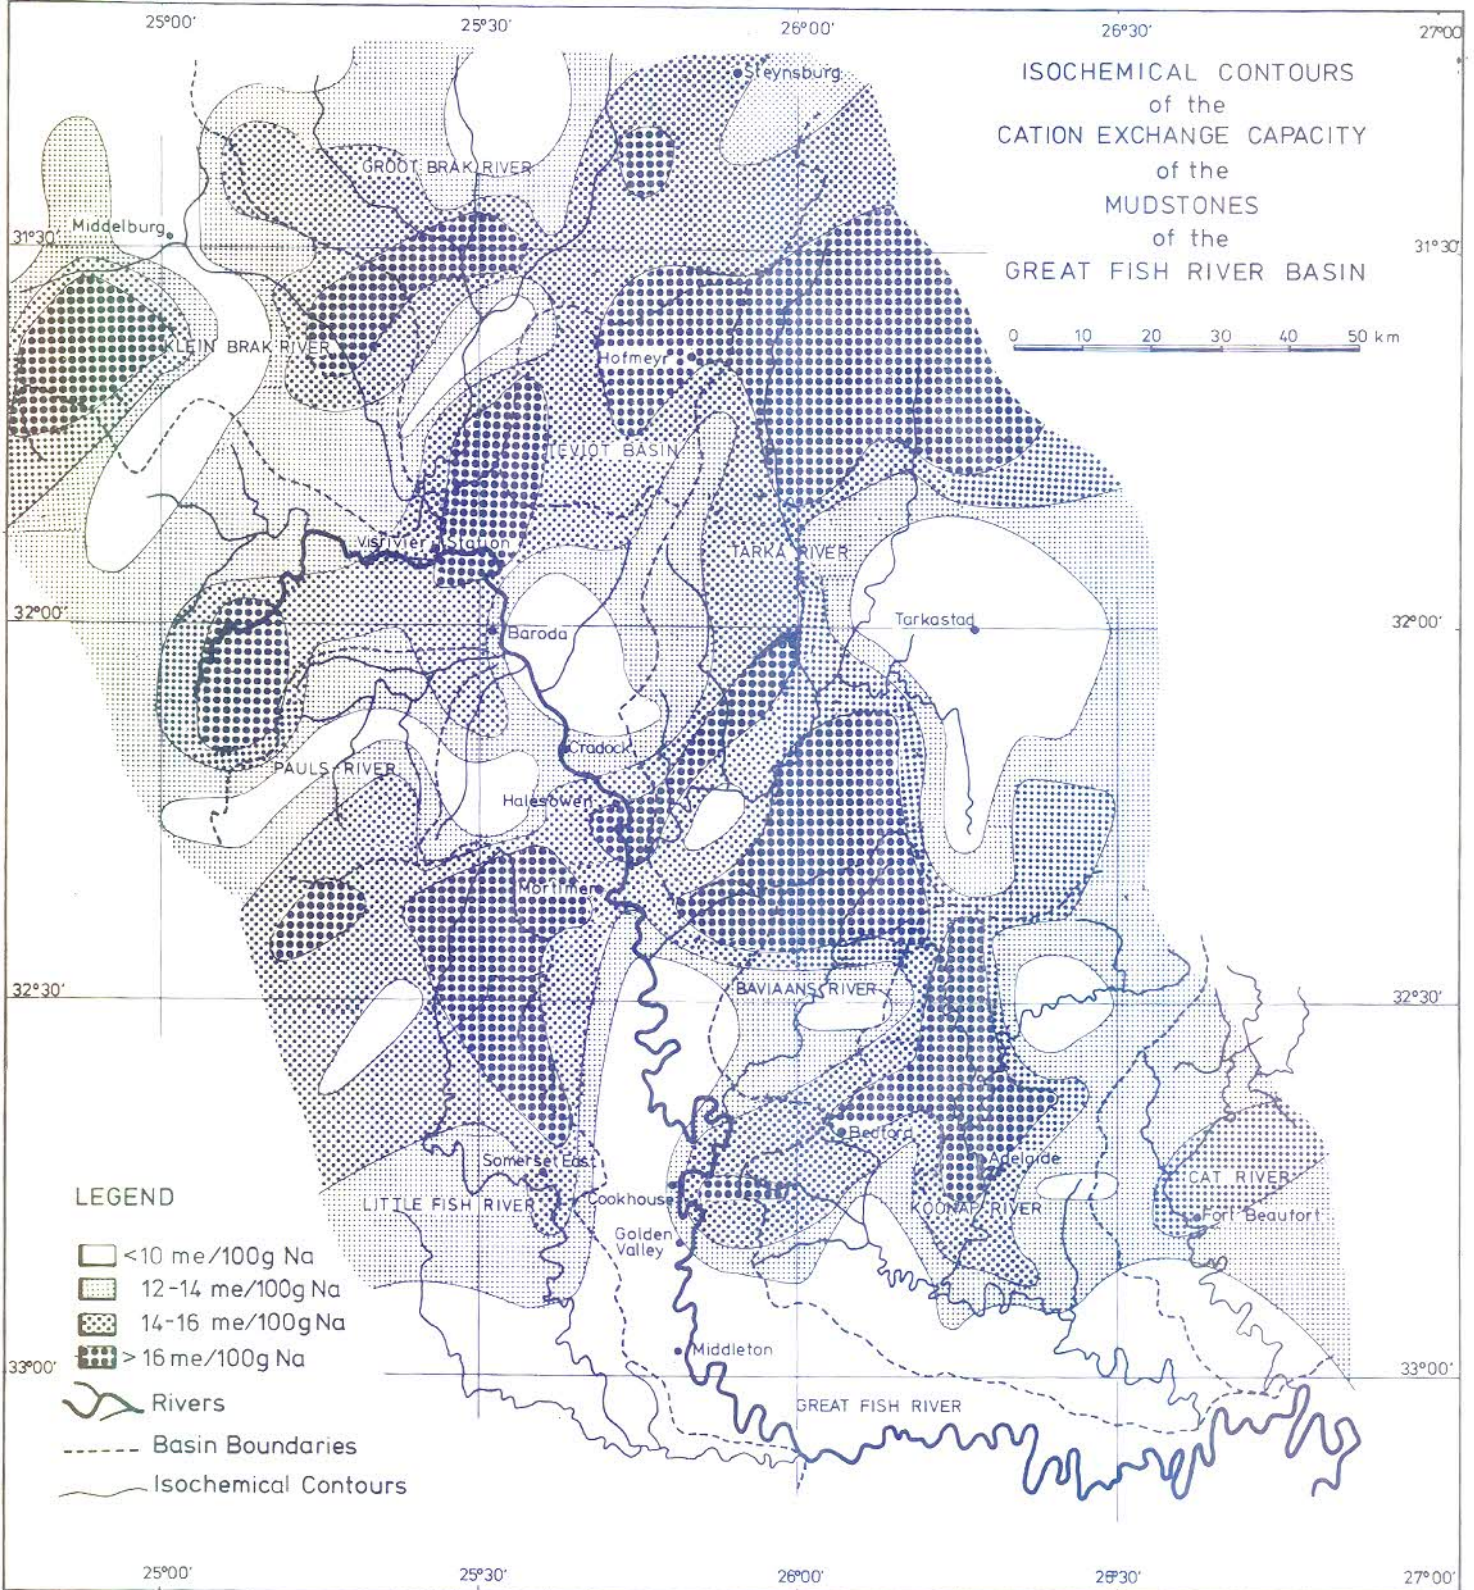 25°00'
25°30'
26°00'
26°30'
27°00
ISOCHEMICAL CONTOURS
of the
CATION EXCHANGE CAPACITY
of the
MUDSTONES
of the
GREAT FISH RIVER BASIN
0 10 20 30 40 50 km
Steynsburg
GROOT BRAK RIVER
Middelburg
31°30'
31°30'
KLEIN BRAK RIVER
Hofmeyr
TEVIOT BASIN
Visrivier Station
TARKA RIVER
32°00'
Baroda
Tarkastad
32°00'
Cradock
PAULS RIVER
Halesowen
Mortimer
32°30'
BAVIAANS RIVER
32°30'
Bedford
Somerset East
Adelaide
CAT RIVER
LITTLE FISH RIVER
Cookhouse
KOONAP RIVER
Fort Beaufort
Golden
Valley
LEGEND
<10 me/100g Na
12-14 me/100g Na
14-16 me/100g Na
>16 me/100g Na
Middleton
33°00'
33°00'
Rivers
GREAT FISH RIVER
Basin Boundaries
Isochemical Contours
25°00'
25°30'
26°00'
26°30'
27°00'